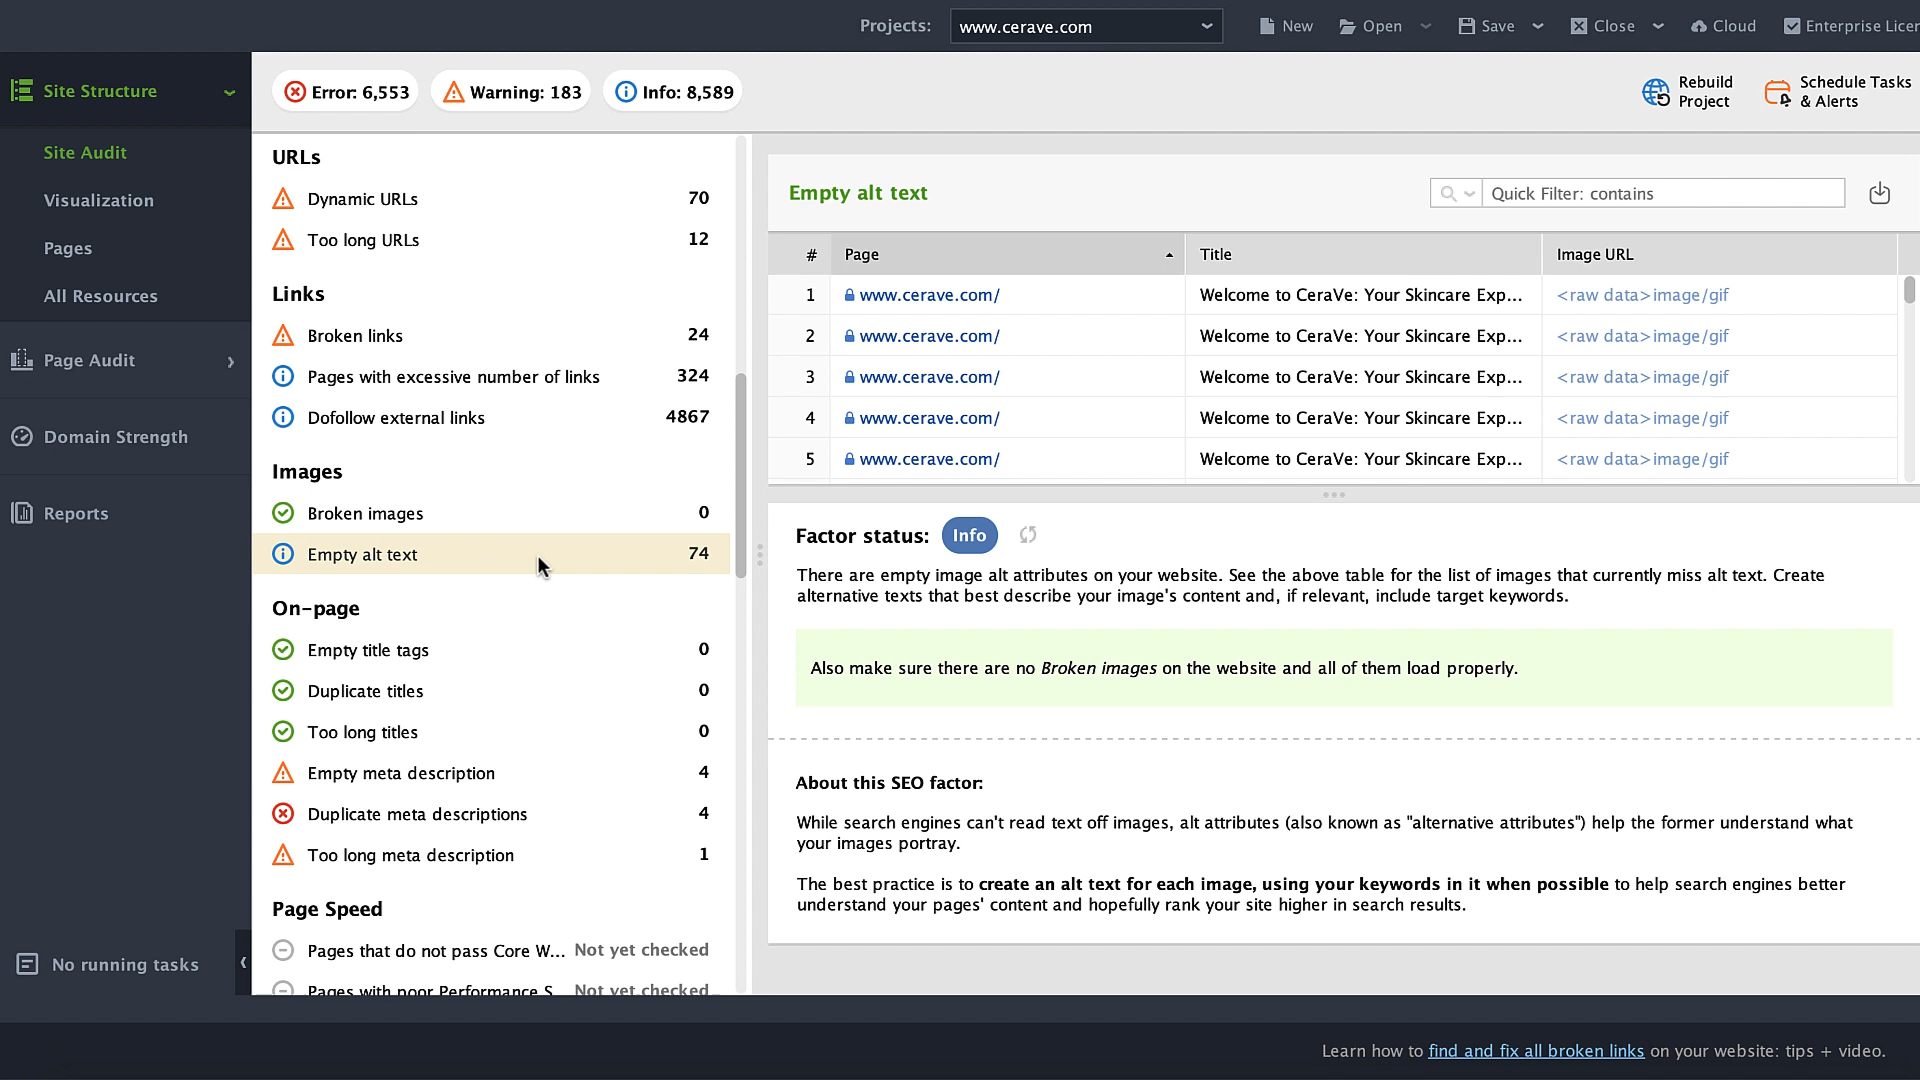 Projects:
www.cerave.com
New
Open
Save
Close
Cloud
Enterprise Licen
Site Structure
Site Audit
Visualization
Pages
All Resources
Page Audit
Domain Strength
Reports
No running tasks
Error: 6,553
Warning: 183
Info: 8,589
Rebuild
Project
Schedule Tasks
& Alerts
URLs
Dynamic URLs 70
Too long URLs 12
Links
Broken links 24
Pages with excessive number of links 324
Dofollow external links 4867
Images
Broken images 0
Empty alt text 74
On-page
Empty title tags 0
Duplicate titles 0
Too long titles 0
Empty meta description 4
Duplicate meta descriptions 4
Too long meta description 1
Page Speed
Pages that do not pass Core W... Not yet checked
Pages with poor Performance S... Not yet checked
Empty alt text
Quick Filter: contains
# Page Title Image URL
1 www.cerave.com/ Welcome to CeraVe: Your Skincare Exp... <raw data>image/gif
2 www.cerave.com/ Welcome to CeraVe: Your Skincare Exp... <raw data>image/gif
3 www.cerave.com/ Welcome to CeraVe: Your Skincare Exp... <raw data>image/gif
4 www.cerave.com/ Welcome to CeraVe: Your Skincare Exp... <raw data>image/gif
5 www.cerave.com/ Welcome to CeraVe: Your Skincare Exp... <raw data>image/gif
Factor status: Info
There are empty image alt attributes on your website. See the above table for the list of images that currently miss alt text. Create
alternative texts that best describe your image's content and, if relevant, include target keywords.
Also make sure there are no Broken images on the website and all of them load properly.
About this SEO factor:
While search engines can't read text off images, alt attributes (also known as "alternative attributes") help the former understand what
your images portray.
The best practice is to create an alt text for each image, using your keywords in it when possible to help search engines better
understand your pages' content and hopefully rank your site higher in search results.
Learn how to find and fix all broken links on your website: tips + video.